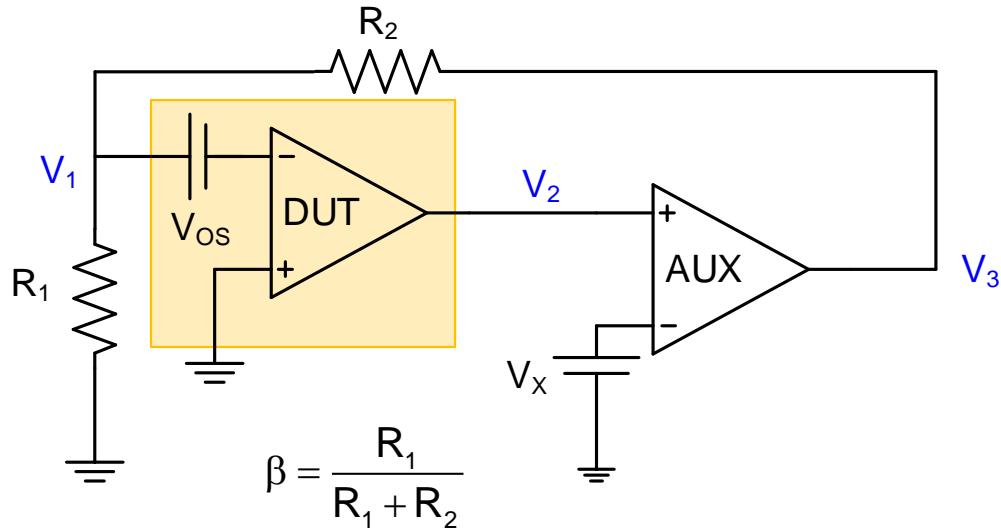 R₂
V₁
V_OS
DUT
V₂
AUX
V₃
R₁
V_X
β = R₁ / (R₁ + R₂)